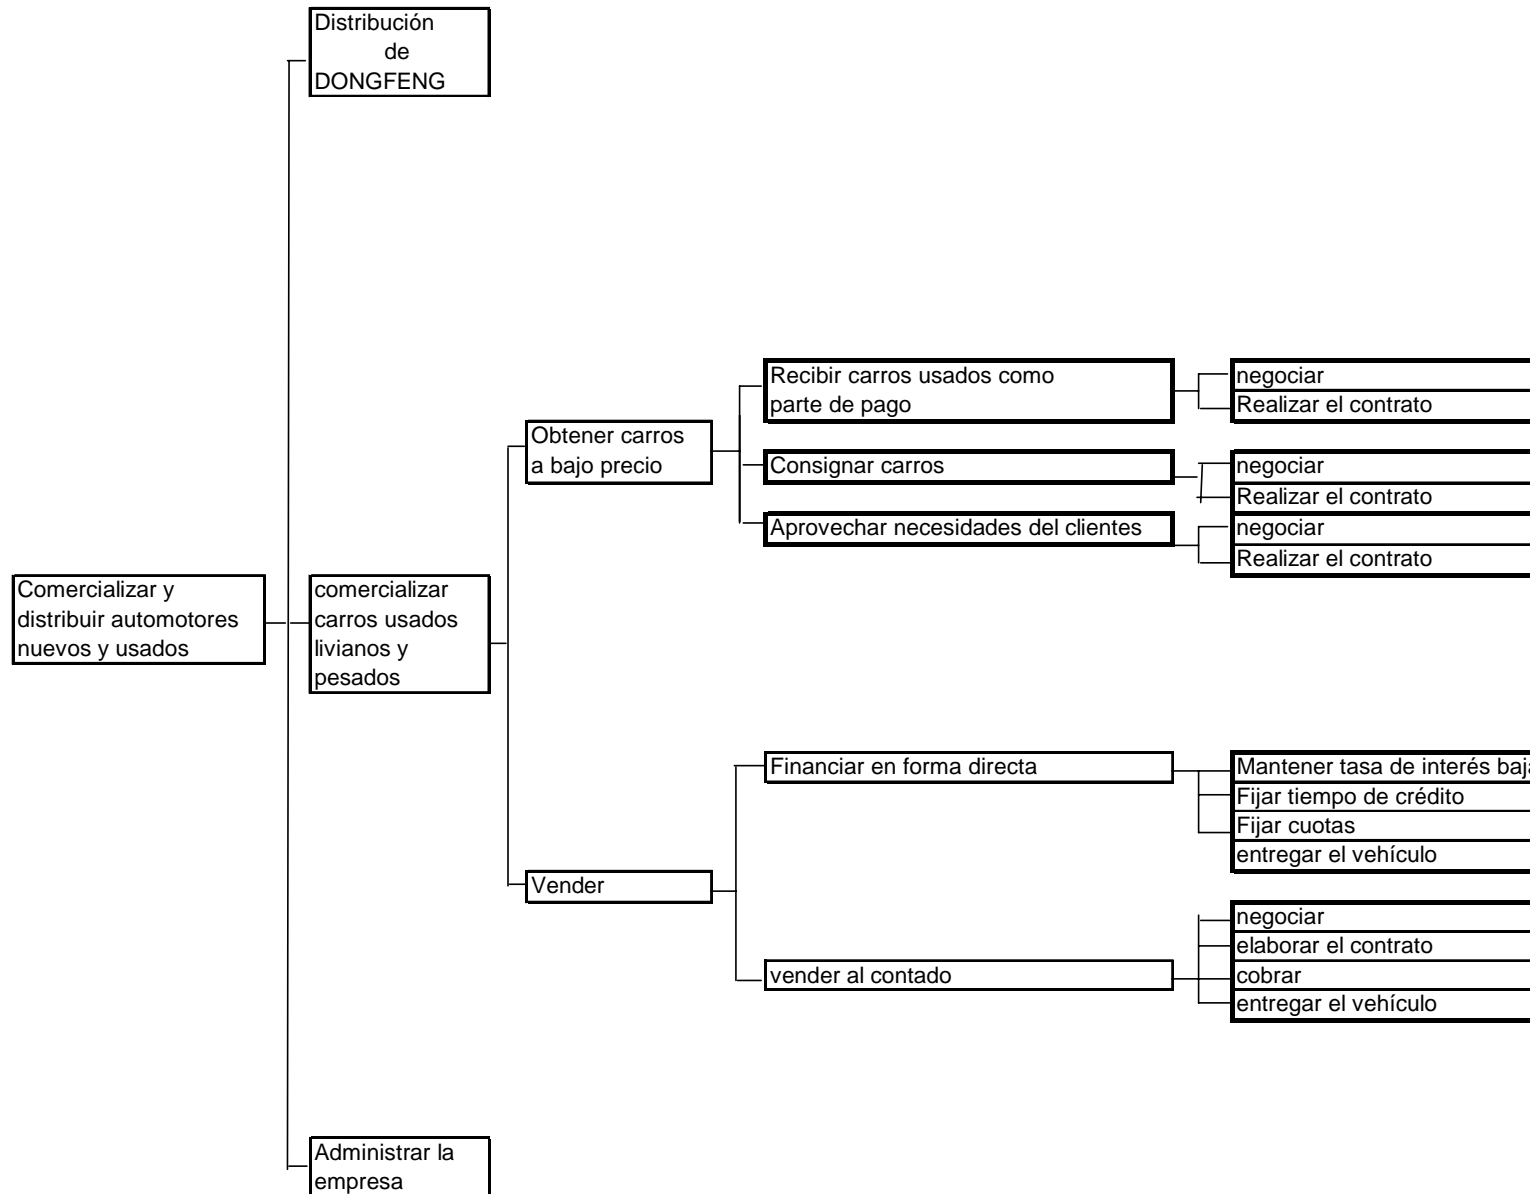 Distribución
de
DONGFENG
Recibir carros usados como
parte de pago
negociar
Realizar el contrato
Obtener carros
a bajo precio
Consignar carros
negociar
Realizar el contrato
Aprovechar necesidades del clientes
negociar
Realizar el contrato
Comercializar y
distribuir automotores
nuevos y usados
comercializar
carros usados
livianos y
pesados
Financiar en forma directa
Mantener tasa de interés baja
Fijar tiempo de crédito
Fijar cuotas
entregar el vehículo
Vender
negociar
elaborar el contrato
vender al contado
cobrar
entregar el vehículo
Administrar la
empresa